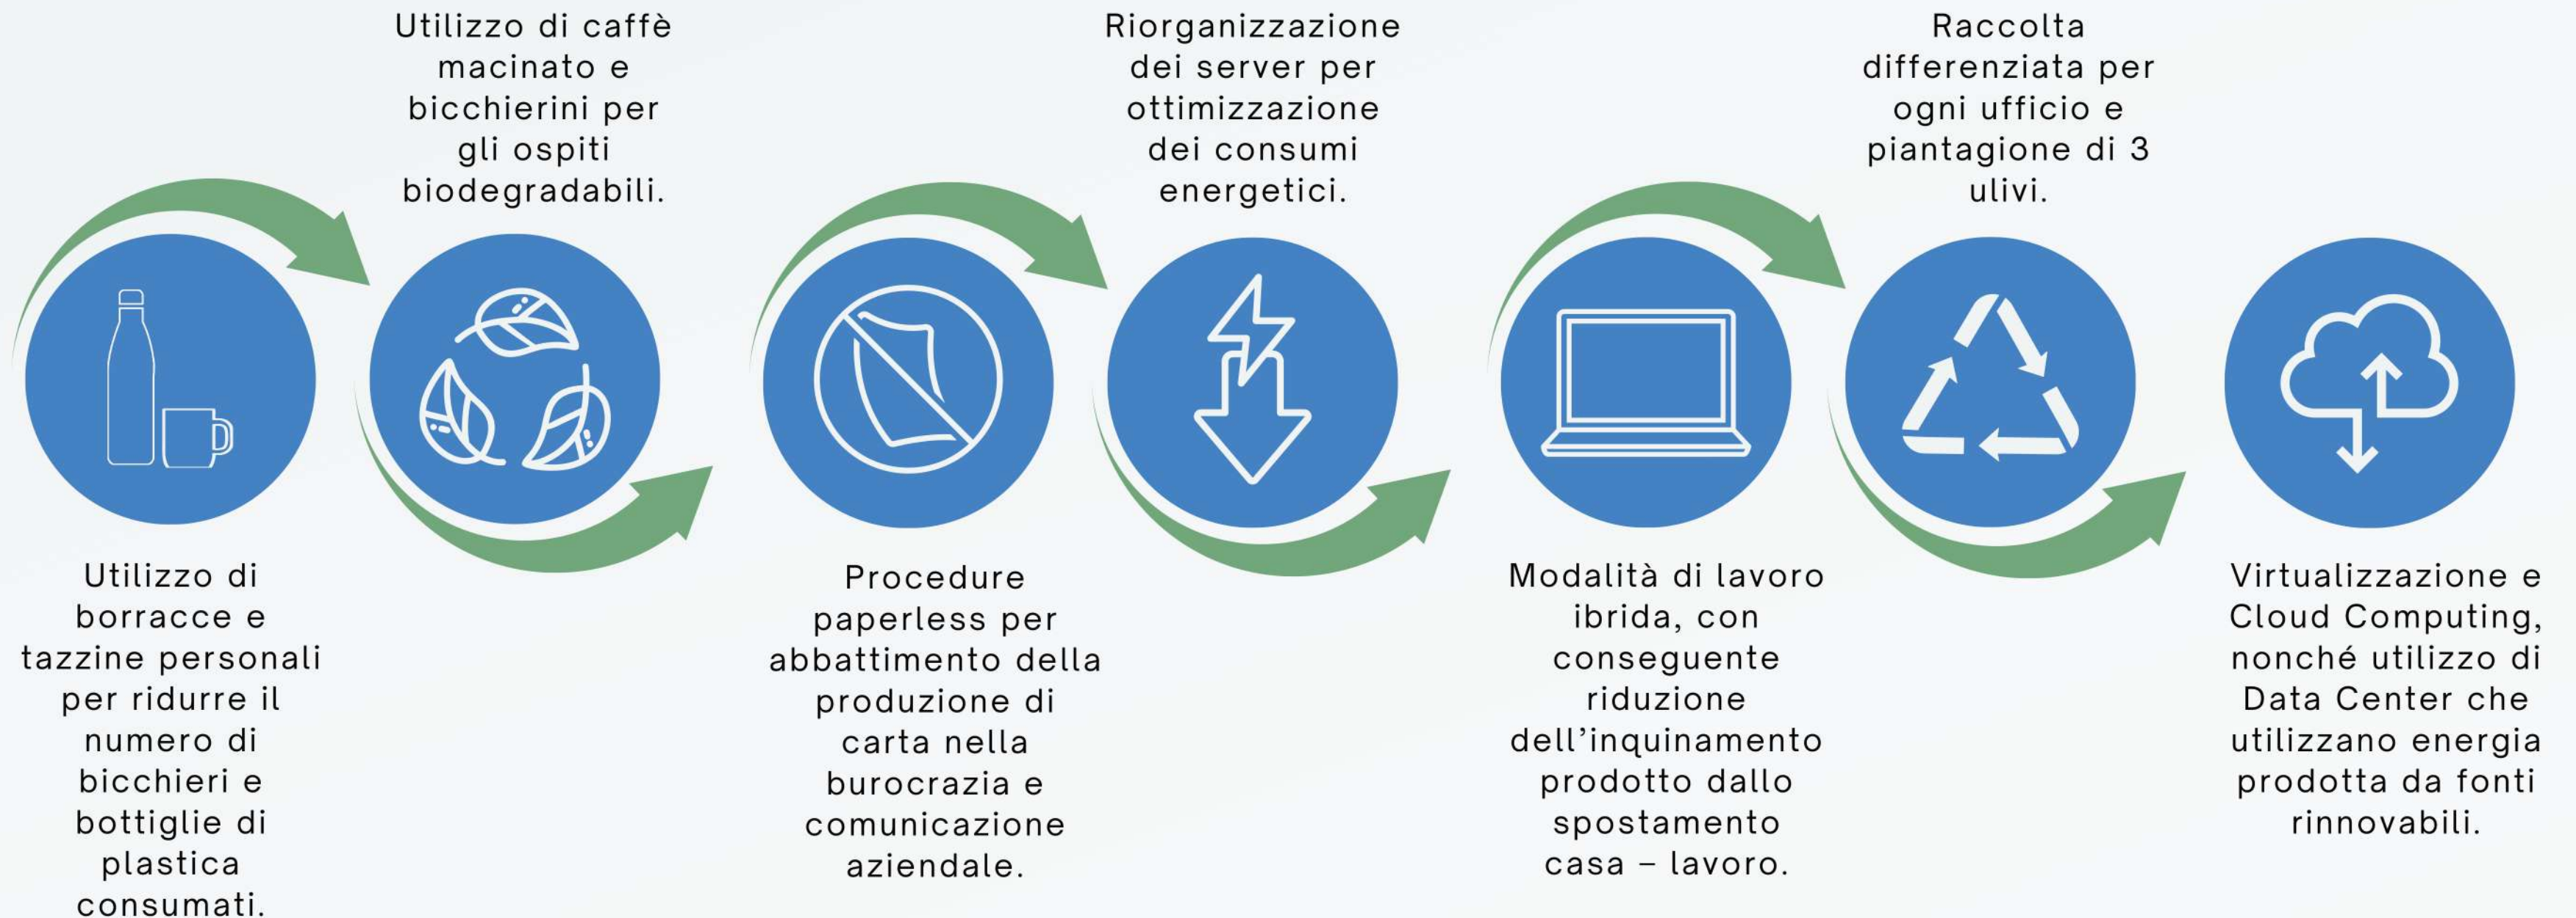 Utilizzo di
borracce e
tazzine personali
per ridurre il
numero di
bicchieri e
bottiglie di
plastica
consumati.
Utilizzo di caffè
macinato e
bicchierini per
gli ospiti
biodegradabili.
Procedure
paperless per
abbattimento della
produzione di
carta nella
burocrazia e
comunicazione
aziendale.
Riorganizzazione
dei server per
ottimizzazione
dei consumi
energetici.
Modalità di lavoro
ibrida, con
conseguente
riduzione
dell’inquinamento
prodotto dallo
spostamento
casa – lavoro.
Raccolta
differenziata per
ogni ufficio e
piantagione di 3
ulivi.
Virtualizzazione e
Cloud Computing,
nonché utilizzo di
Data Center che
utilizzano energia
prodotta da fonti
rinnovabili.